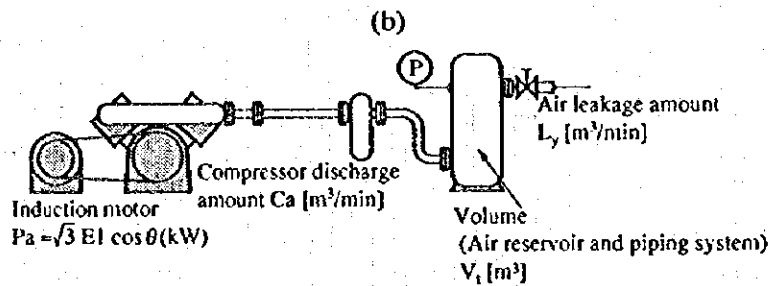 (b)
P
Air leakage amount
Ly [m³/min]
Compressor discharge
amount Ca [m³/min]
Induction motor
Pa =√3 EI cos θ(kW)
Volume
(Air reservoir and piping system)
Vt [m³]